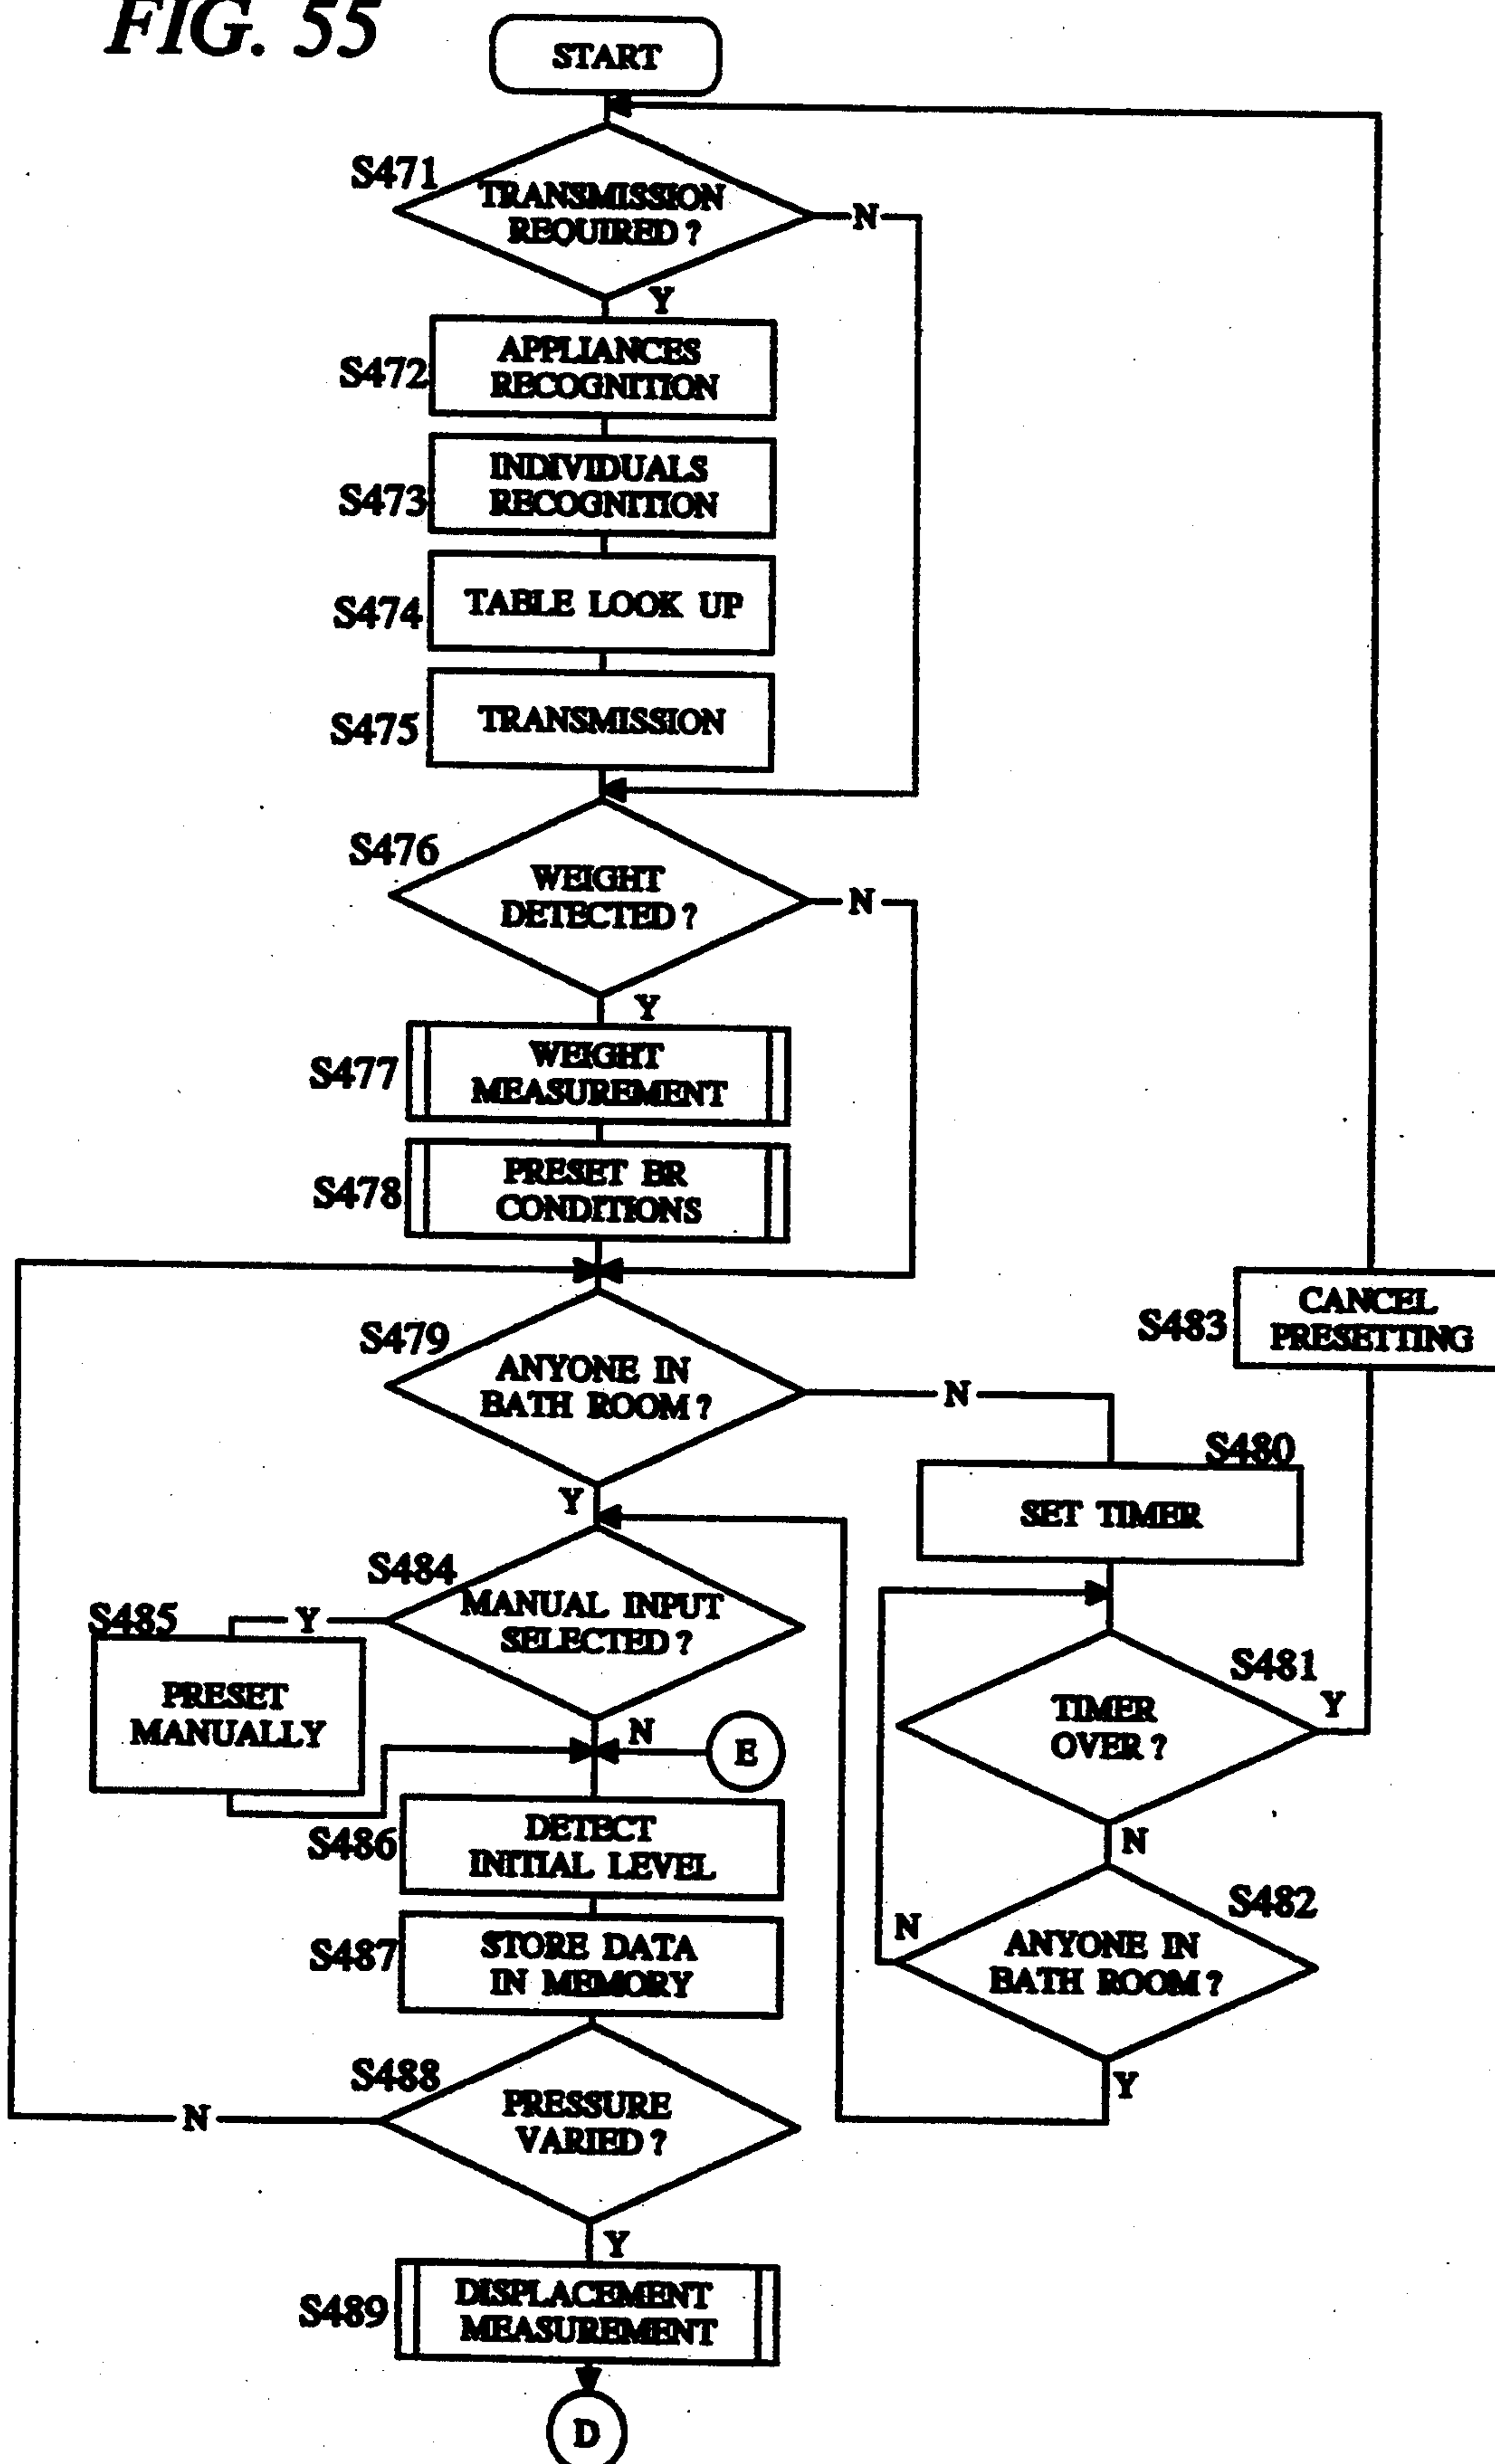 FIG. 55
START
S471
TRANSMISSION
REQUIRED ?
N
Y
S472
APPLIANCES
RECOGNITION
S473
INDIVIDUALS
RECOGNITION
S474
TABLE LOOK UP
S475
TRANSMISSION
S476
WEIGHT
DETECTED ?
N
Y
S477
WEIGHT
MEASUREMENT
S478
PRESET BR
CONDITIONS
S479
ANYONE IN
BATH ROOM ?
N
Y
S483
CANCEL
PRESETTING
S480
SET TIMER
S484
MANUAL INPUT
SELECTED ?
Y
N
S485
PRESET
MANUALLY
E
S481
TIMER
OVER ?
Y
N
S486
DETECT
INITIAL LEVEL
S482
ANYONE IN
BATH ROOM ?
N
Y
S487
STORE DATA
IN MEMORY
S488
PRESSURE
VARIED ?
N
Y
S489
DISPLACEMENT
MEASUREMENT
D